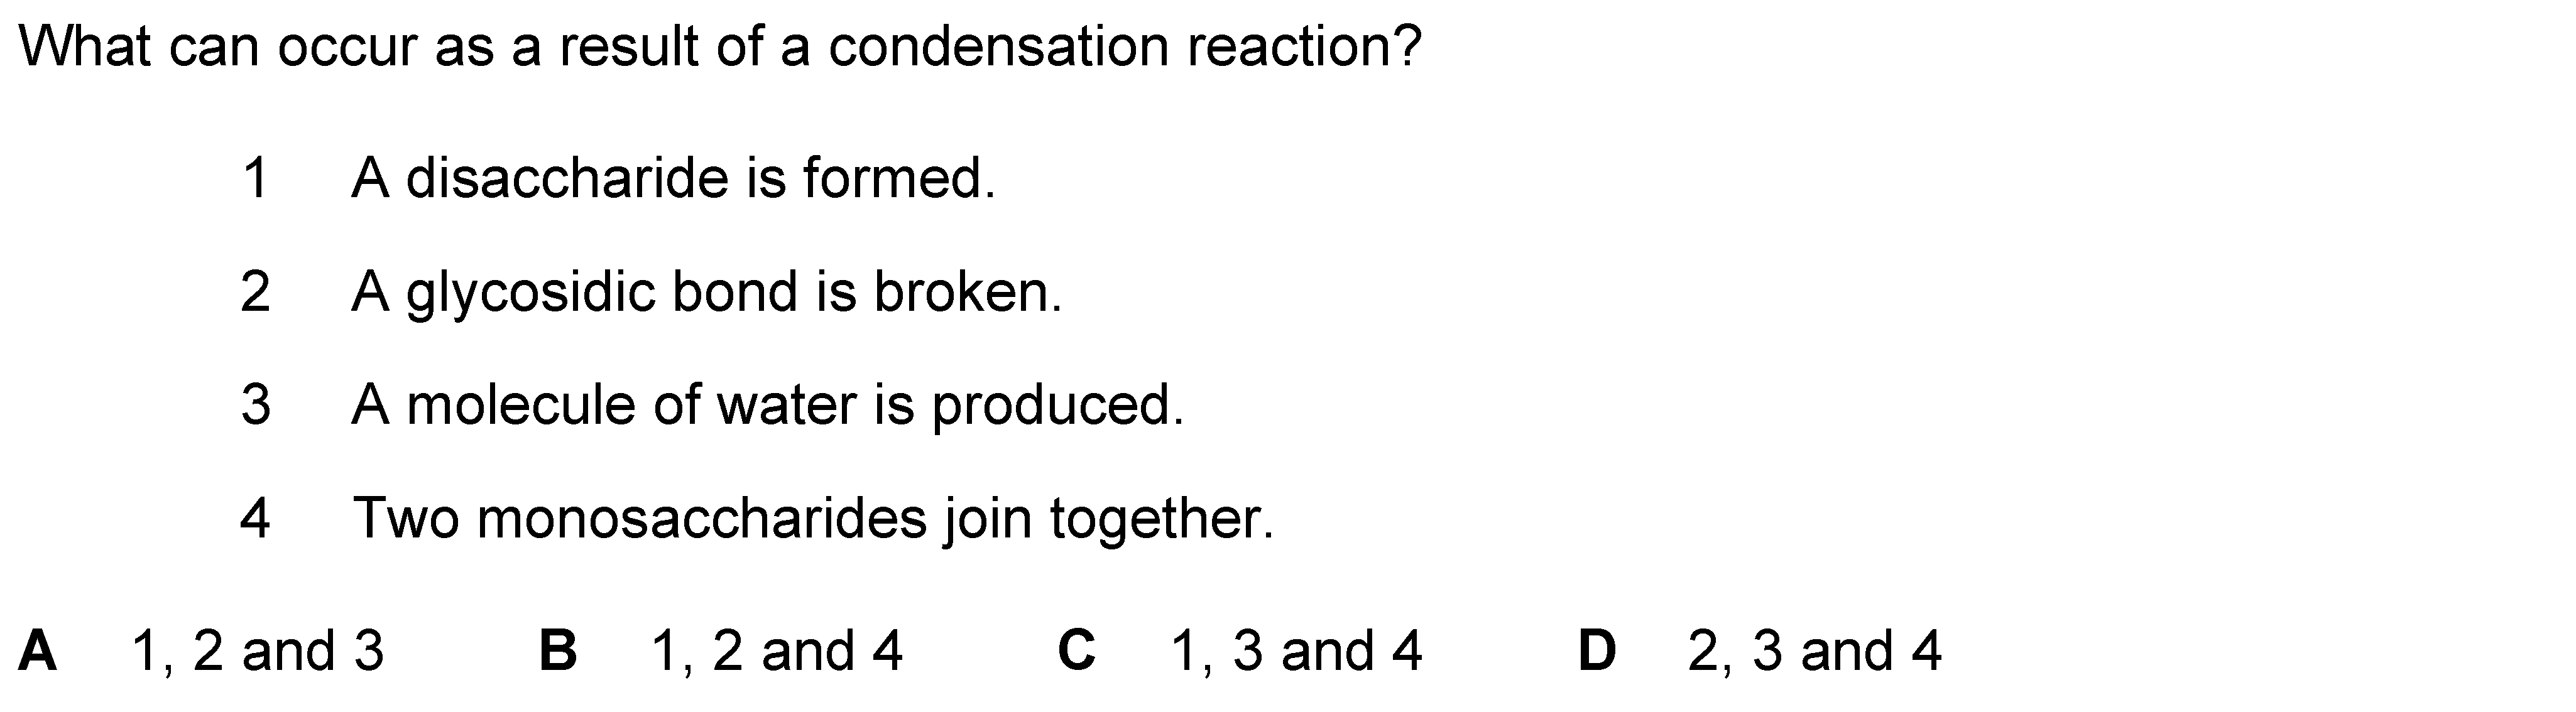 What can occur as a result of a condensation reaction?
1 A disaccharide is formed.
2 A glycosidic bond is broken.
3 A molecule of water is produced.
4 Two monosaccharides join together.
A 1, 2 and 3 B 1, 2 and 4 C 1, 3 and 4 D 2, 3 and 4